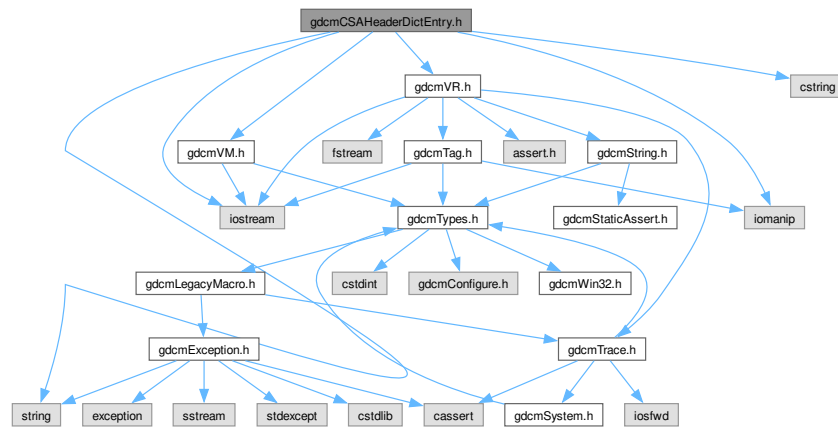 gdcmCSAHeaderDictEntry.h
gdcmVR.h
cstring
gdcmVM.h
fstream
gdcmTag.h
assert.h
gdcmString.h
iostream
gdcmTypes.h
gdcmStaticAssert.h
iomanip
gdcmLegacyMacro.h
cstdint
gdcmConfigure.h
gdcmWin32.h
gdcmException.h
gdcmTrace.h
string
exception
sstream
stdexcept
cstdlib
cassert
gdcmSystem.h
iosfwd